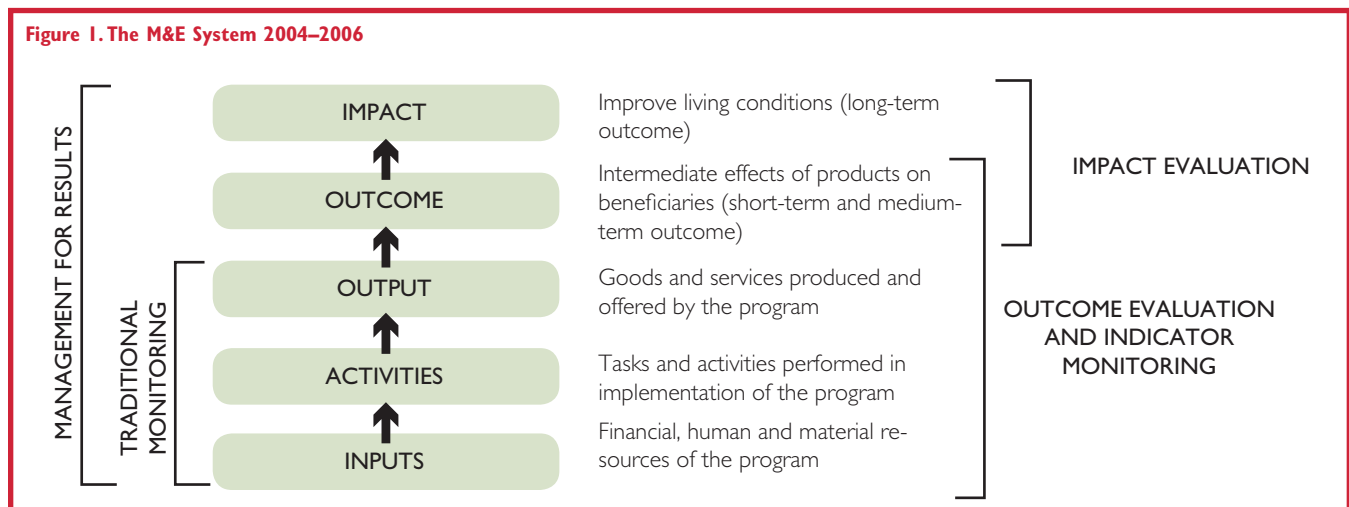 Figure 1. The M&E System 2004–2006
MANAGEMENT FOR RESULTS
TRADITIONAL
MONITORING
IMPACT
Improve living conditions (long-term
outcome)
OUTCOME
Intermediate effects of products on
beneficiaries (short-term and medium-
term outcome)
OUTPUT
Goods and services produced and
offered by the program
ACTIVITIES
Tasks and activities performed in
implementation of the program
INPUTS
Financial, human and material re-
sources of the program
IMPACT EVALUATION
OUTCOME EVALUATION
AND INDICATOR
MONITORING